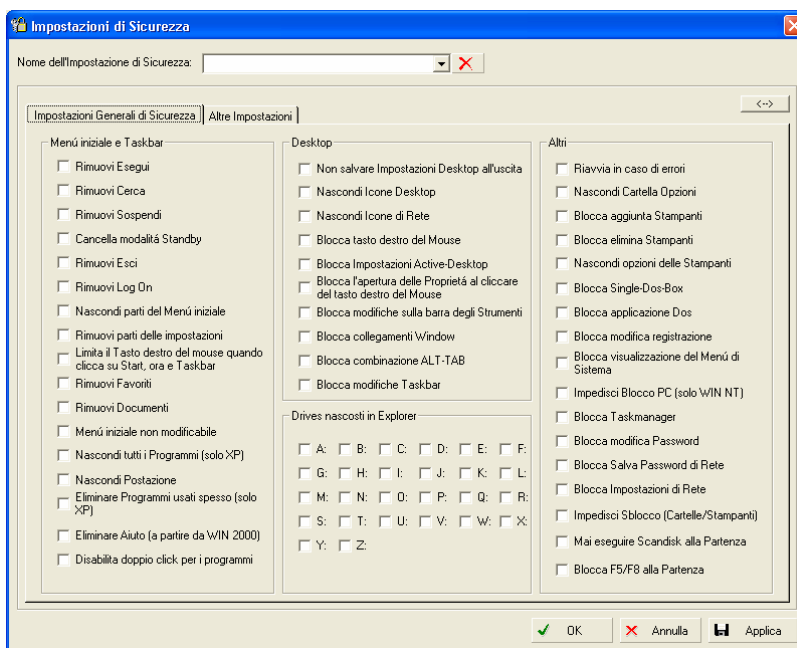 Impostazioni di Sicurezza
Nome dell'Impostazione di Sicurezza:
<-->
Impostazioni Generali di Sicurezza
Altre Impostazioni
Menú iniziale e Taskbar
Rimuovi Esegui
Rimuovi Cerca
Rimuovi Sospendi
Cancella modalitá Standby
Rimuovi Esci
Rimuovi Log On
Nascondi parti del Menú iniziale
Rimuovi parti delle impostazioni
Limita il Tasto destro del mouse quando
clicca su Start, ora e Taskbar
Rimuovi Favoriti
Rimuovi Documenti
Menú iniziale non modificabile
Nascondi tutti i Programmi (solo XP)
Nascondi Postazione
Eliminare Programmi usati spesso (solo
XP)
Eliminare Aiuto (a partire da WIN 2000)
Disabilita doppio click per i programmi
Desktop
Non salvare Impostazioni Desktop all'uscita
Nascondi Icone Desktop
Nascondi Icone di Rete
Blocca tasto destro del Mouse
Blocca Impostazioni Active-Desktop
Blocca l'apertura delle Proprietá al cliccare
del tasto destro del Mouse
Blocca modifiche sulla barra degli Strumenti
Blocca collegamenti Window
Blocca combinazione ALT-TAB
Blocca modifiche Taskbar
Drives nascosti in Explorer
A: B: C: D: E: F:
G: H: I: J: K: L:
M: N: O: P: Q: R:
S: T: U: V: W: X:
Y: Z:
Altri
Riavvia in caso di errori
Nascondi Cartella Opzioni
Blocca aggiunta Stampanti
Blocca elimina Stampanti
Nascondi opzioni delle Stampanti
Blocca Single-Dos-Box
Blocca applicazione Dos
Blocca modifica registrazione
Blocca visualizzazione del Menú di
Sistema
Impedisci Blocco PC (solo WIN NT)
Blocca Taskmanager
Blocca modifica Password
Blocca Salva Password di Rete
Blocca Impostazioni di Rete
Impedisci Sblocco (Cartelle/Stampanti)
Mai eseguire Scandisk alla Partenza
Blocca F5/F8 alla Partenza
OK
Annulla
Applica